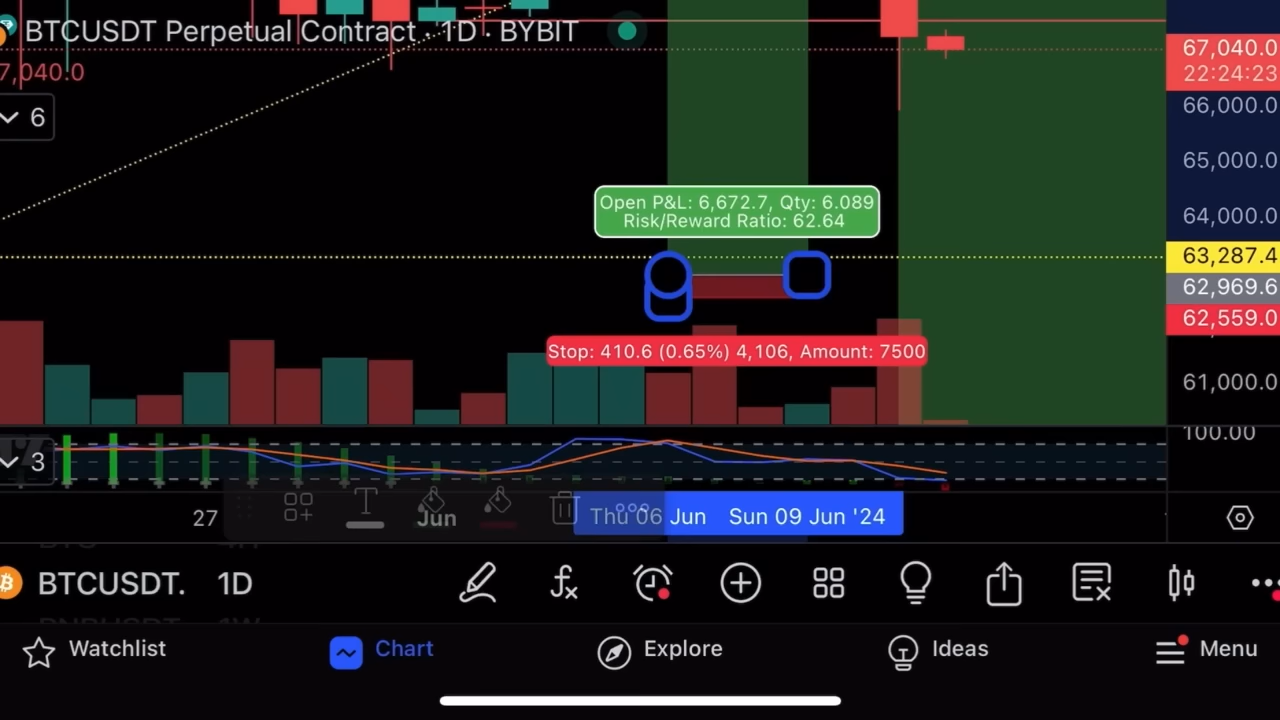 BTCUSDT Perpetual Contract · 1D · BYBIT
7,040.0
6
67,040.0
22:24:23
66,000.0
65,000.0
64,000.0
63,287.4
62,969.6
62,559.0
61,000.0
Open P&L: 6,672.7, Qty: 6.089
Risk/Reward Ratio: 62.64
Stop: 410.6 (0.65%) 4,106, Amount: 7500
100.00
3
27
Jun
Thu 06 Jun
Sun 09 Jun '24
BTCUSDT. 1D
Watchlist
Chart
Explore
Ideas
Menu